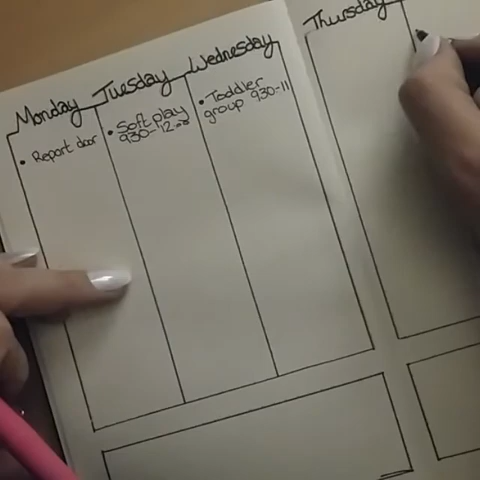 Monday
Tuesday
Wednesday
Thursday
• Report door
• Soft play
930-12:00
• Toddler
group 930-11